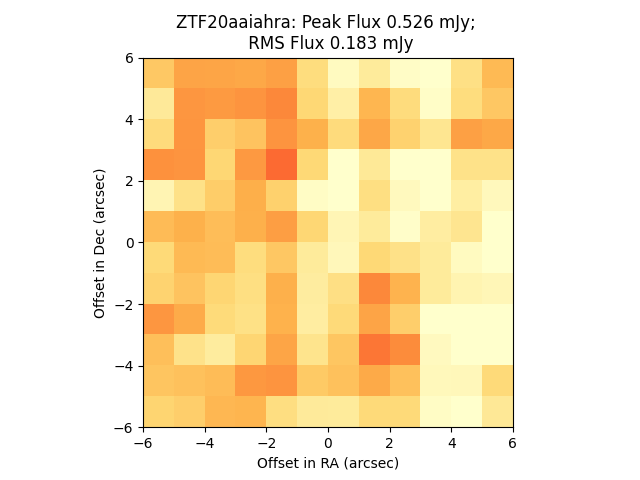 ZTF20aaiahra: Peak Flux 0.526 mJy;
RMS Flux 0.183 mJy
6
4
2
0
−2
−4
−6
Offset in Dec (arcsec)
−6 −4 −2 0 2 4 6
Offset in RA (arcsec)